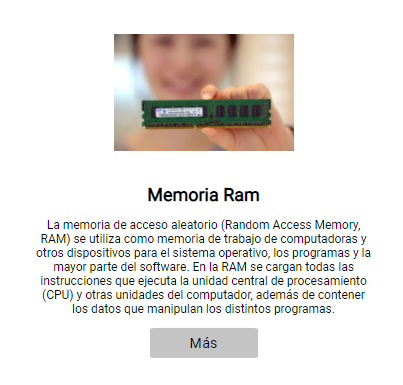 Memoria Ram
La memoria de acceso aleatorio (Random Access Memory,
RAM) se utiliza como memoria de trabajo de computadoras y
otros dispositivos para el sistema operativo, los programas y la
mayor parte del software. En la RAM se cargan todas las
instrucciones que ejecuta la unidad central de procesamiento
(CPU) y otras unidades del computador, además de contener
los datos que manipulan los distintos programas.
Más